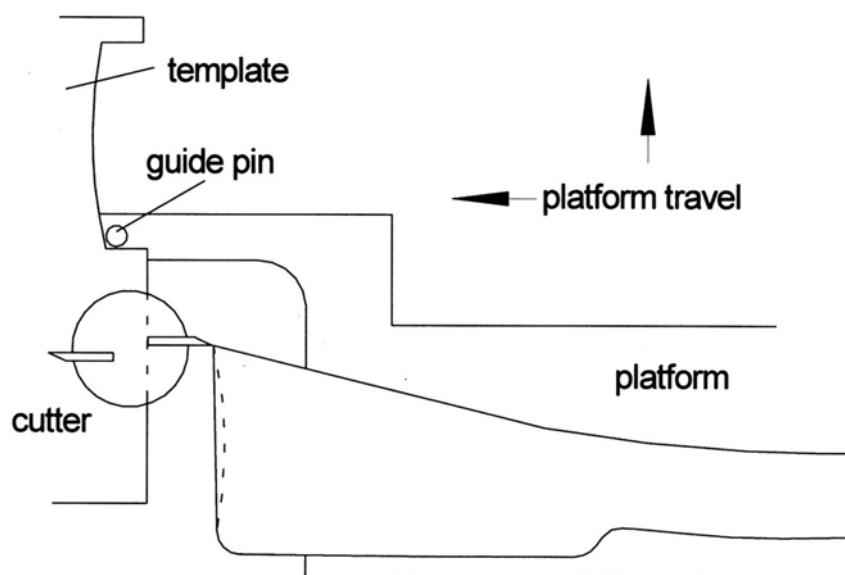 template
guide pin
platform travel
platform
cutter